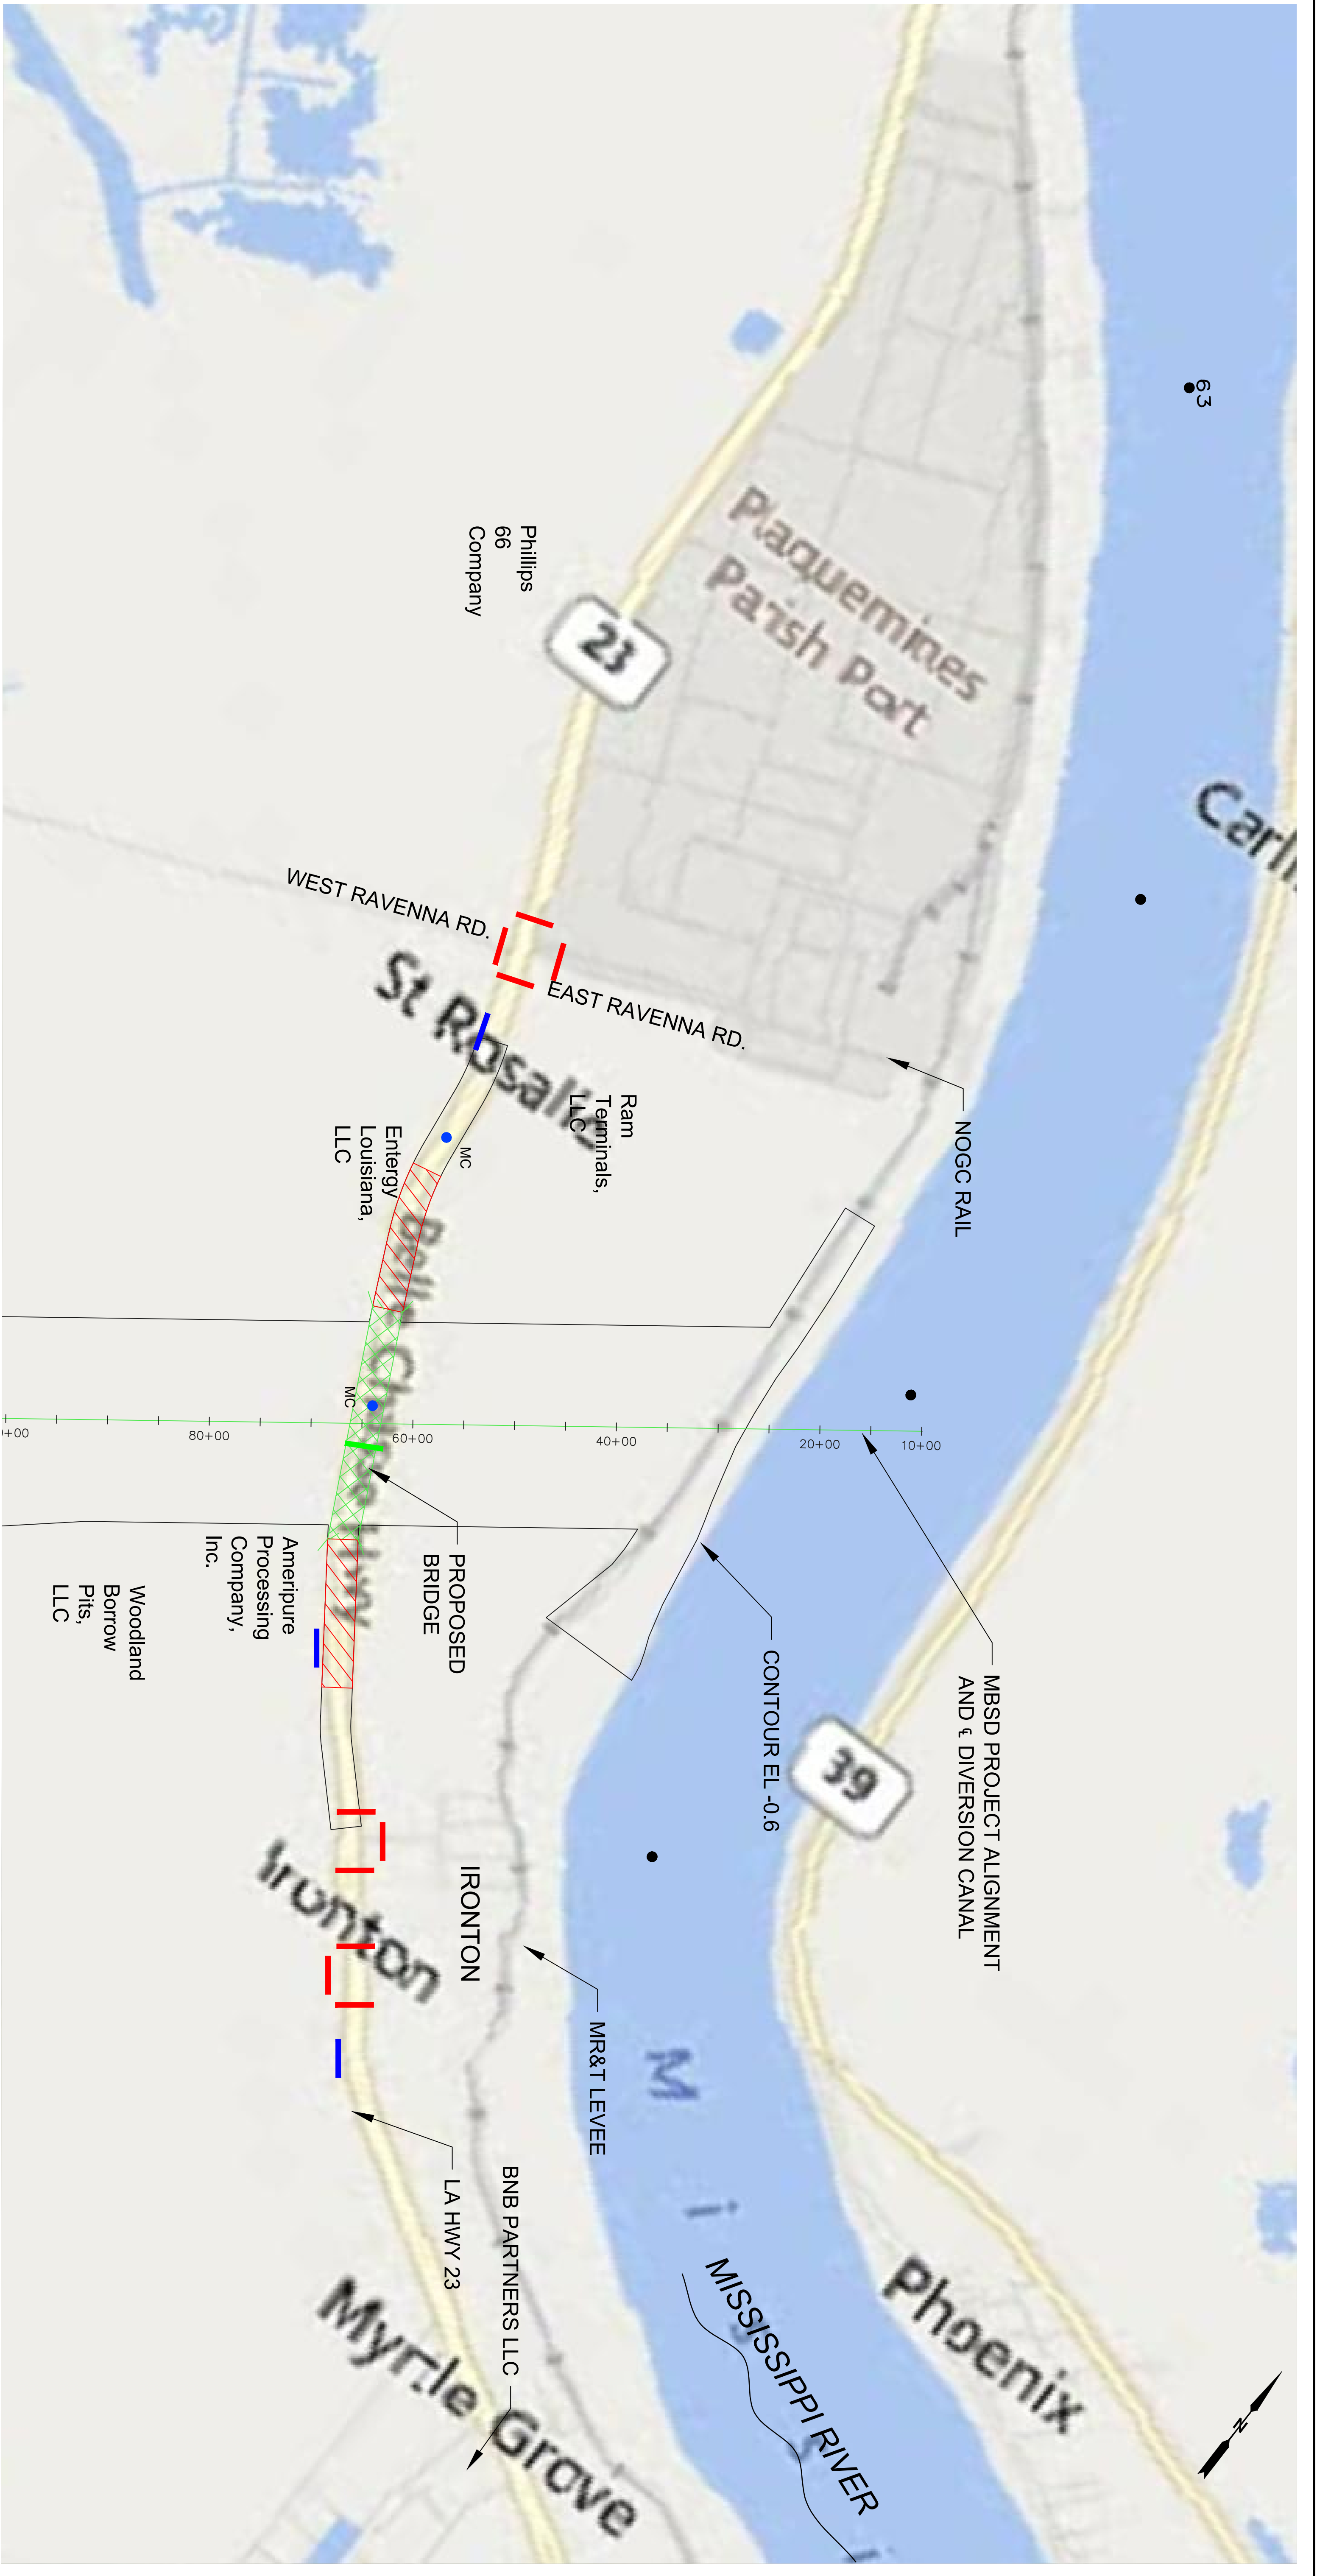 63
Plaquemines
Parish Port
Phillips
66
Company
23
WEST RAVENNA RD.
EAST RAVENNA RD.
St Rosalie
Ram
Terminals,
LLC
Entergy
Louisiana,
LLC
NOGC RAIL
MC
MC
80+00
60+00
40+00
20+00
10+00
PROPOSED
BRIDGE
Ameripure
Processing
Company,
Inc.
Woodland
Borrow
Pits,
LLC
CONTOUR EL -0.6
MBSD PROJECT ALIGNMENT
AND ℄ DIVERSION CANAL
39
Ironton
IRONTON
MR&T LEVEE
LA HWY 23
BNB PARTNERS LLC
MISSISSIPPI RIVER
Myrtle Grove
Phoenix
N